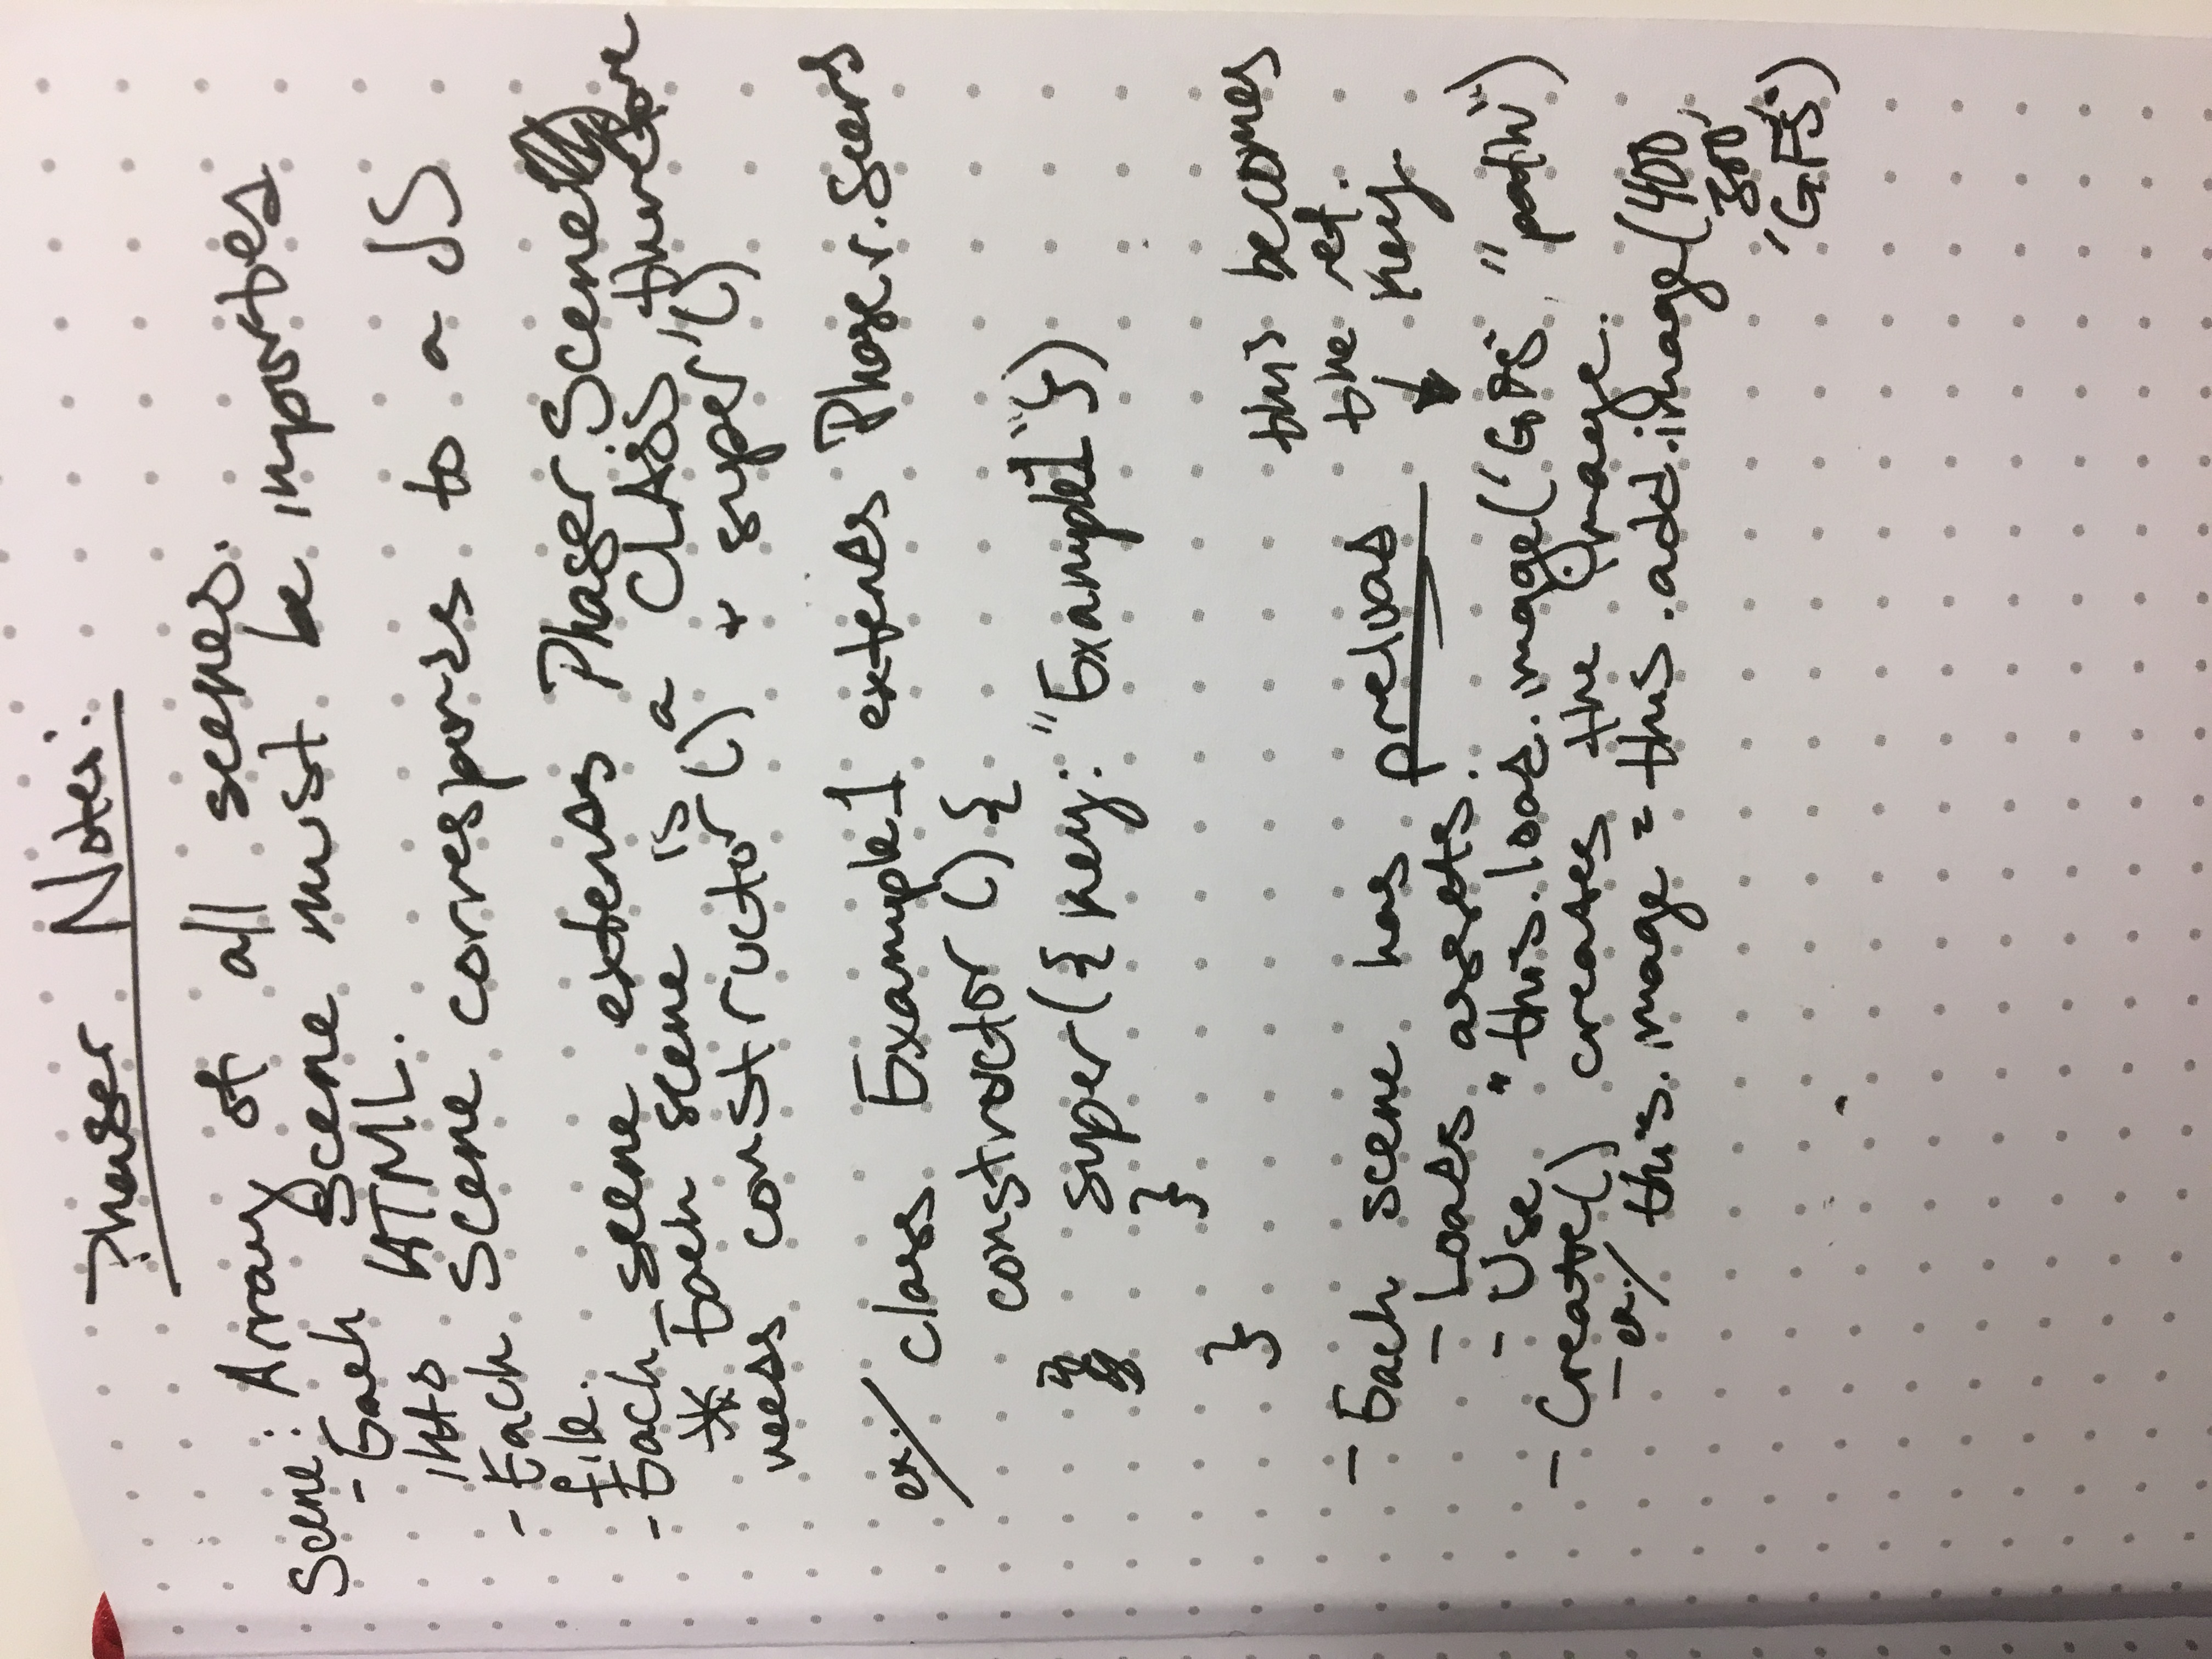 Phaser Notes:
Scene: Array of all scenes.
- Each scene must be imported
into HTML.
- Each scene corresponds to a JS
file.
- Each scene extends Phaser.Scene
* Each scene is a CLASS, therefore
needs constructor() + super()
ex./ class Example1 extends Phaser.
constructor() {
super({key: "Example1"})
}
}
this becomes
the ref.
key.
- Each scene has preload
- Loads assets.
- Use "this.load.image('GFS', "path")
- Create() creates the image.
- ex./ this.image = this.add.image(400,
300,
'GFS')